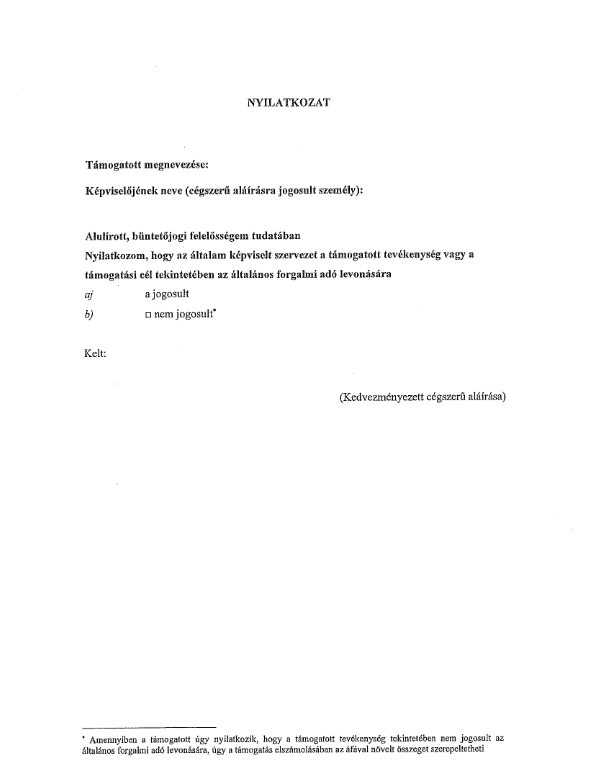 NYILATKOZAT
Támogatott megnevezése:
Képviselőjének neve (cégszerű aláírásra jogosult személy):
Alulírott, büntetőjogi felelősségem tudatában
Nyilatkozom, hogy az általam képviselt szervezet a támogatott tevékenység vagy a
támogatási cél tekintetében az általános forgalmi adó levonására
aj a jogosult
b) □ nem jogosult*
Kelt:
(Kedvezményezett cégszerű aláírása)
* Amennyiben a támogatott úgy nyilatkozik, hogy a támogatott tevékenység tekintetében nem jogosult az
általános forgalmi adó levonására, úgy a támogatás elszámolásában az áfával növelt összeget szerepeltetheti